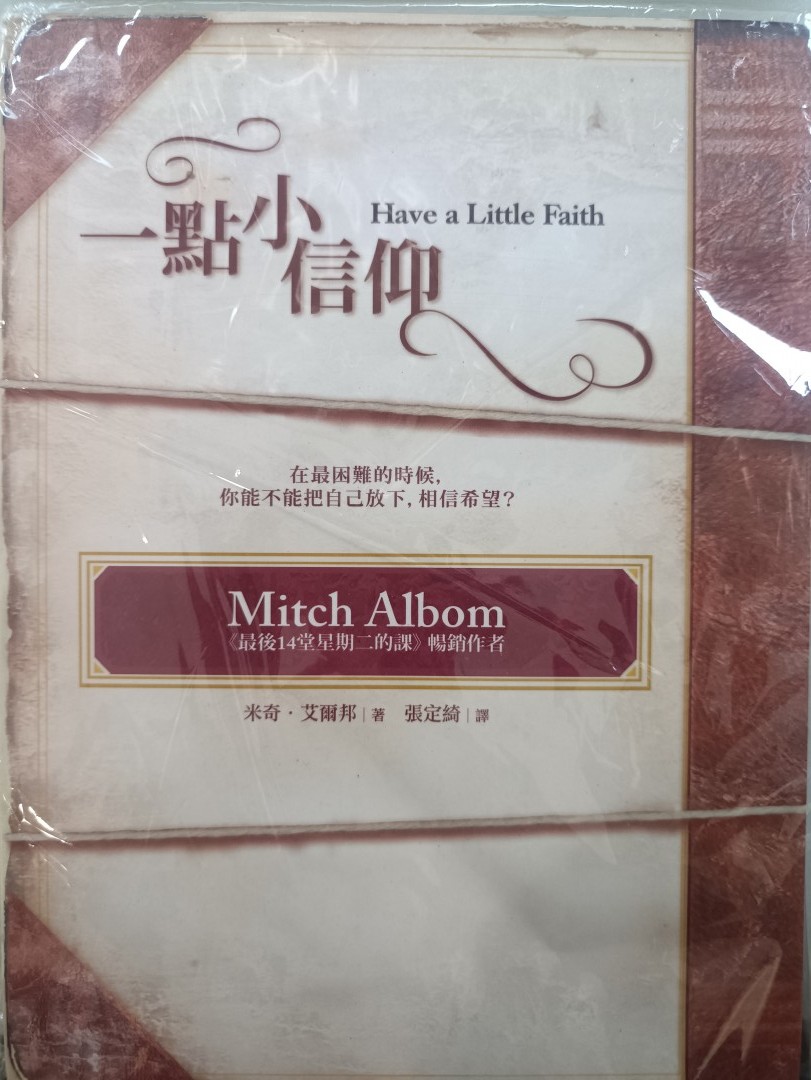 一點小信仰
Have a Little Faith
在最困難的時候,
你能不能把自己放下, 相信希望?
Mitch Albom
《最後14堂星期二的課》暢銷作者
米奇·艾爾邦 | 著 張定綺 | 譯